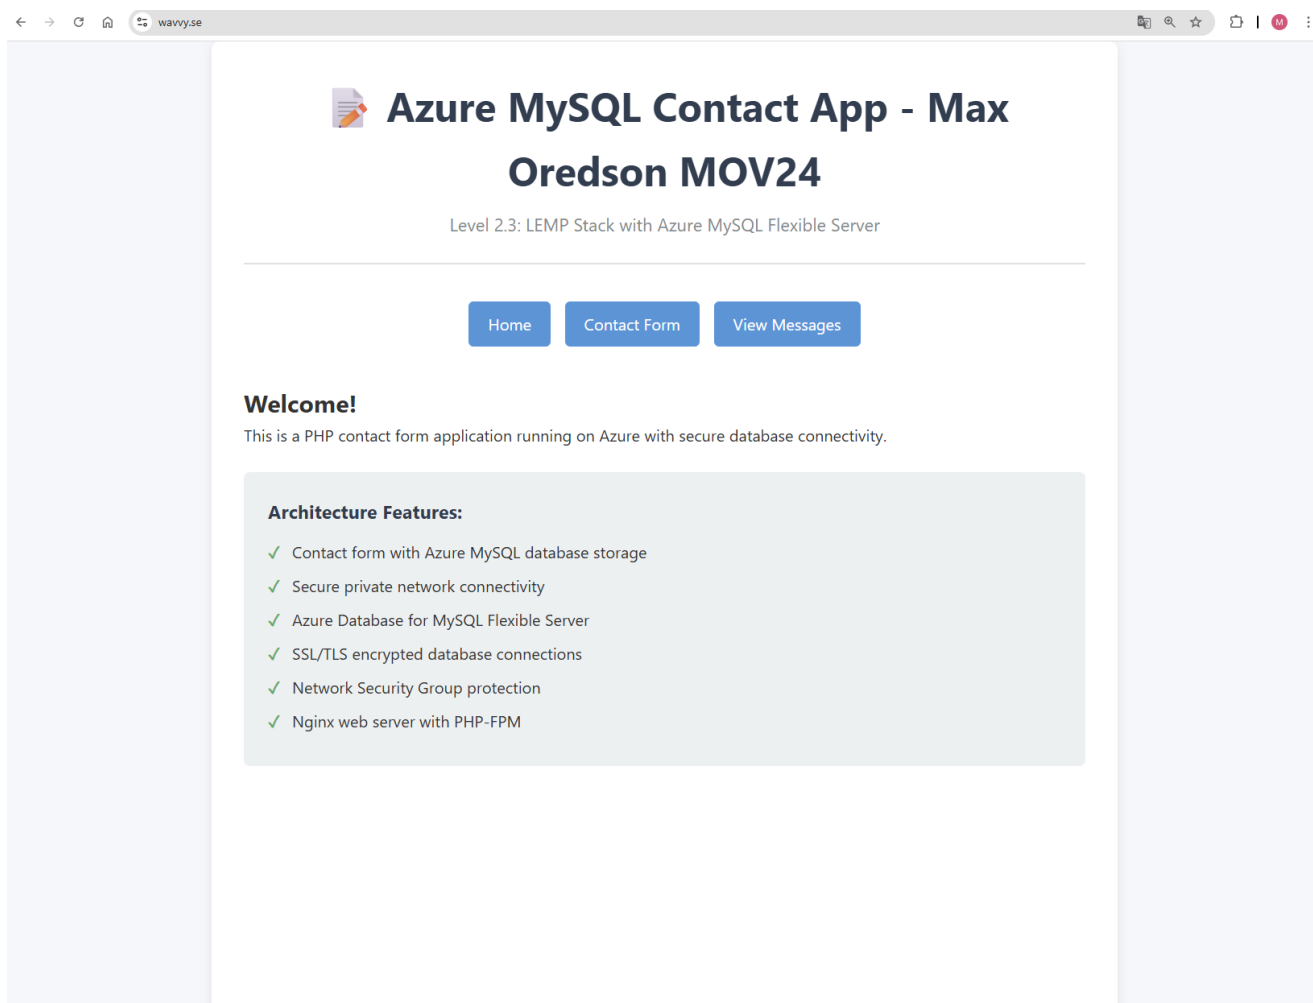 wavvy.se
M
Azure MySQL Contact App - Max
Oredson MOV24
Level 2.3: LEMP Stack with Azure MySQL Flexible Server
Home
Contact Form
View Messages
Welcome!
This is a PHP contact form application running on Azure with secure database connectivity.
Architecture Features:
✓ Contact form with Azure MySQL database storage
✓ Secure private network connectivity
✓ Azure Database for MySQL Flexible Server
✓ SSL/TLS encrypted database connections
✓ Network Security Group protection
✓ Nginx web server with PHP-FPM